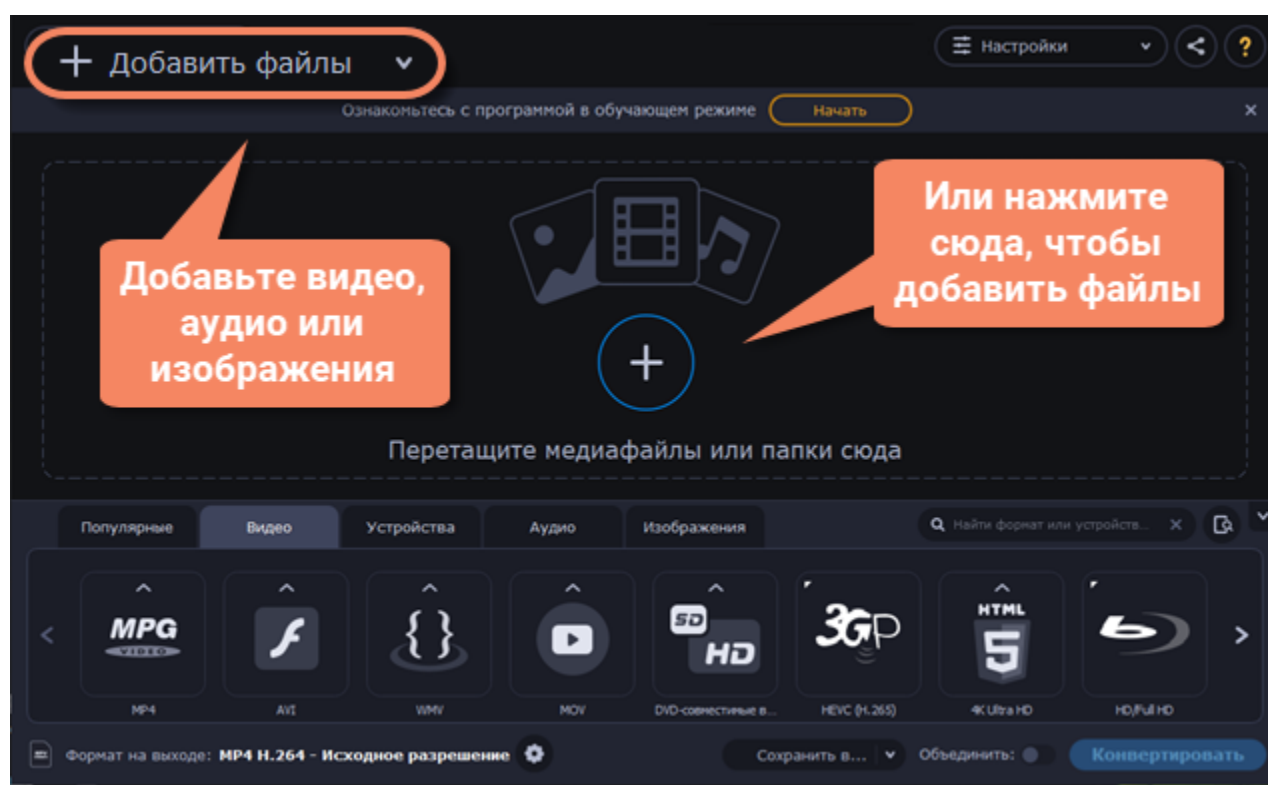 Добавить файлы
Настройки
?
Ознакомьтесь с программой в обучающем режиме
Начать
Добавьте видео,
аудио или
изображения
Или нажмите
сюда, чтобы
добавить файлы
Перетащите медиафайлы или папки сюда
Популярные
Видео
Устройства
Аудио
Изображения
Найти формат или устройств...
MPG
VIDEO
MP4
AVI
WMV
MOV
SD
HD
DVD-совместимые в...
3GP
HEVC (H.265)
HTML
5
4K Ultra HD
HD/Full HD
Формат на выходе: MP4 H.264 - Исходное разрешение
Сохранить в...
Объединить:
Конвертировать